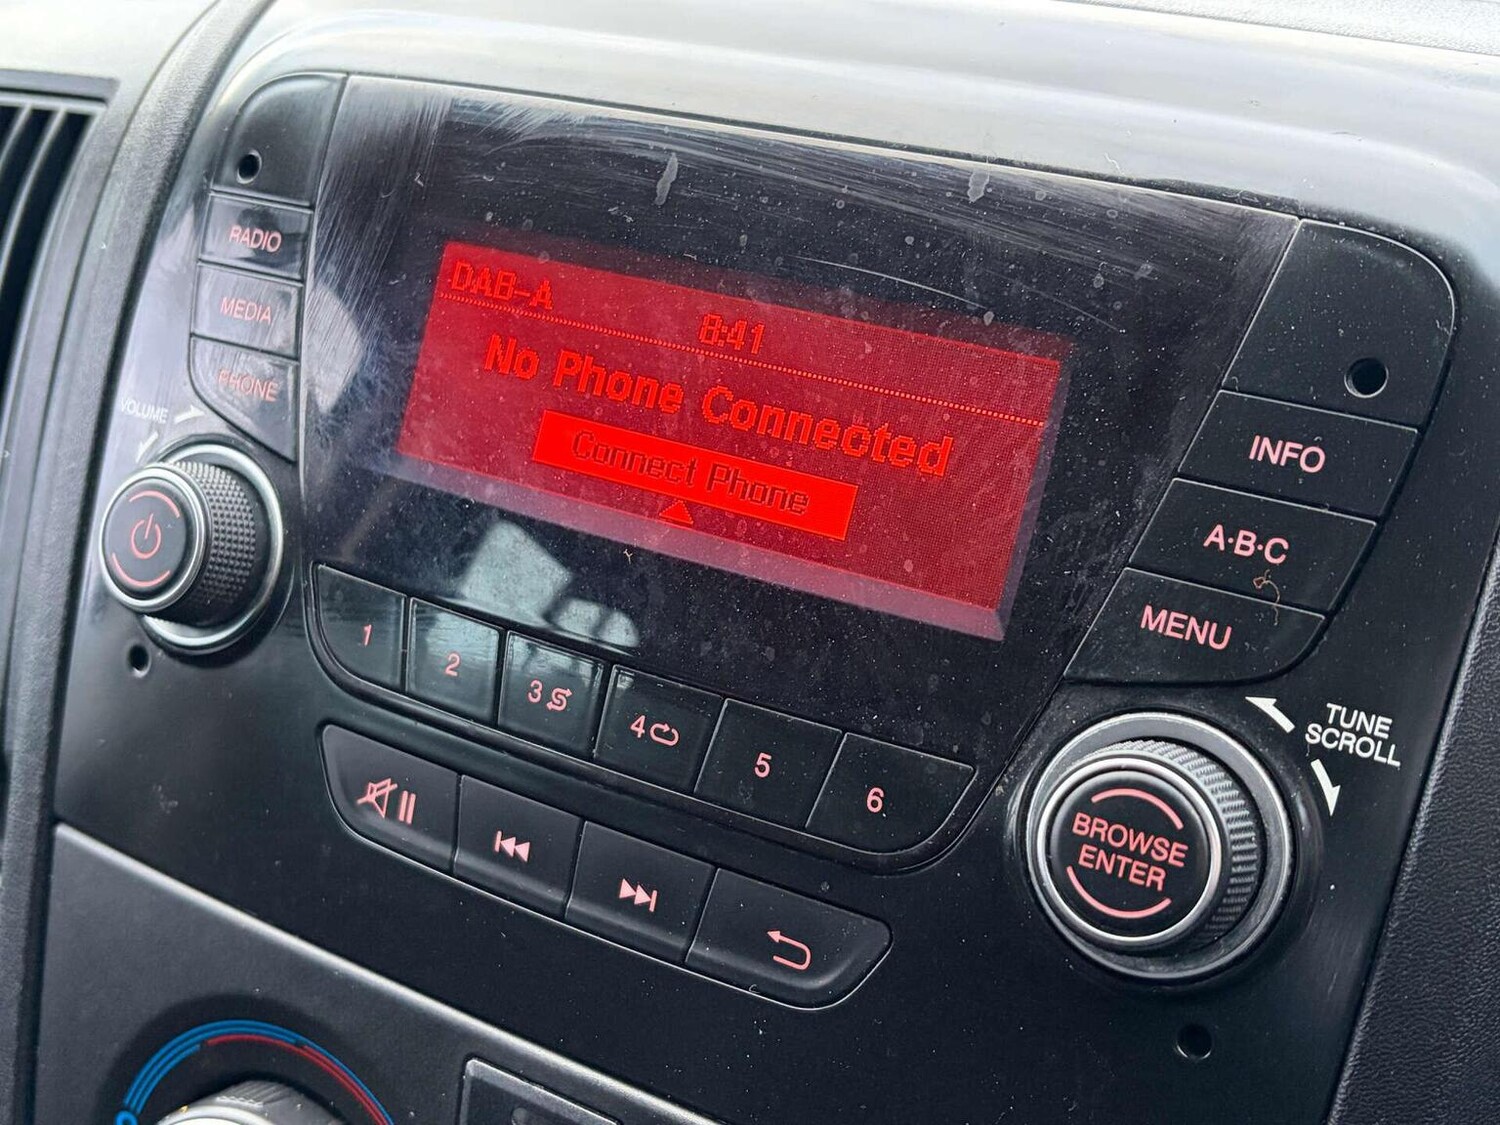 RADIO
MEDIA
PHONE
VOLUME
DAB-A
8:41
No Phone Connected
Connect Phone
INFO
A·B·C
MENU
1
2
3
4
5
6
TUNE
SCROLL
BROWSE
ENTER